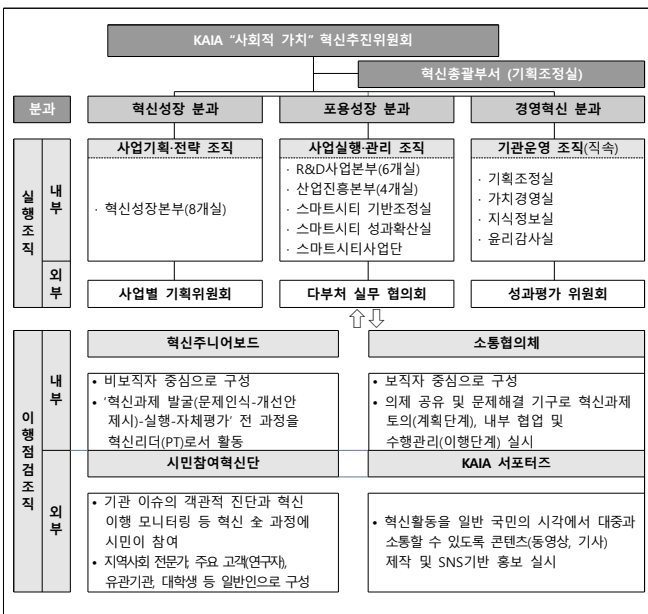 KAIA “사회적 가치” 혁신추진위원회
혁신총괄부서 (기획조정실)
분과
혁신성장 분과
포용성장 분과
경영혁신 분과
실행조직
내부
사업기획·전략 조직
· 혁신성장본부(8개실)
사업실행·관리 조직
· R&D사업본부(6개실)
· 산업진흥본부(4개실)
· 스마트시티 기반조정실
· 스마트시티 성과확산실
· 스마트시티사업단
기관운영 조직(직속)
· 기획조정실
· 가치경영실
· 지식정보실
· 윤리감사실
외부
사업별 기획위원회
다부처 실무 협의회
성과평가 위원회
이행점검조직
내부
혁신주니어보드
• 비보직자 중심으로 구성
• ‘혁신과제 발굴(문제인식-개선안
제시)-실행-자체평가’ 전 과정을
혁신리더(PT)로서 활동
소통협의체
• 보직자 중심으로 구성
• 의제 공유 및 문제해결 기구로 혁신과제
토의(계획단계), 내부 협업 및
수행관리(이행단계) 실시
외부
시민참여혁신단
• 기관 이슈의 객관적 진단과 혁신
이행 모니터링 등 혁신 全 과정에
시민이 참여
• 지역사회 전문가, 주요 고객(연구자),
유관기관, 대학생 등 일반인으로 구성
KAIA 서포터즈
• 혁신활동을 일반 국민의 시각에서 대중과
소통할 수 있도록 콘텐츠(동영상, 기사)
제작 및 SNS기반 홍보 실시